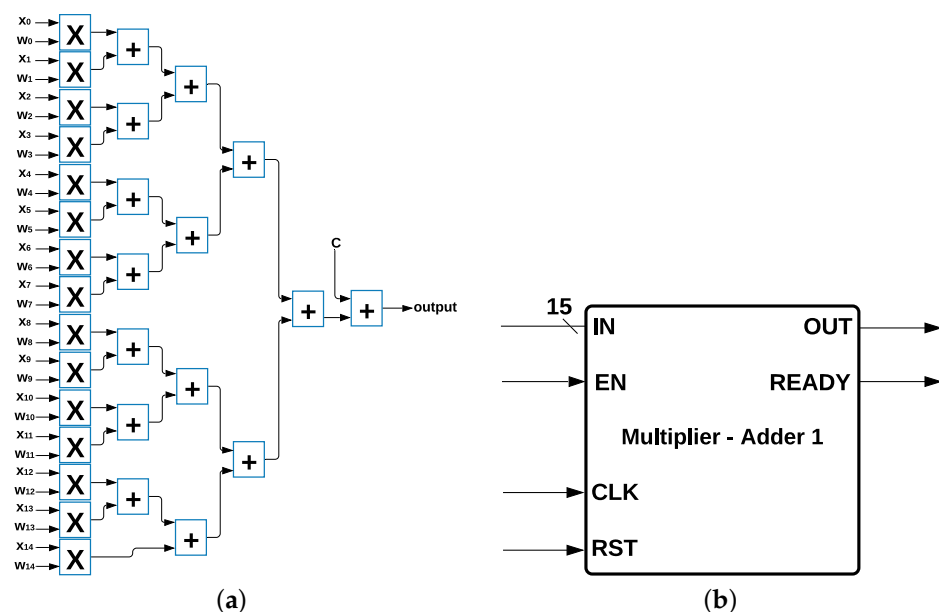 X0
W0
X
+
X1
W1
X
+
X2
W2
X
+
X3
W3
X
+
X4
W4
X
+
X5
W5
X
+
X6
W6
X
+
X7
W7
X
C
+
+
output
X8
W8
X
+
X9
W9
X
+
X10
W10
X
+
X11
W11
X
+
X12
W12
X
+
X13
W13
X
+
X14
W14
X
(a)
15
IN
OUT
EN
READY
Multiplier - Adder 1
CLK
RST
(b)